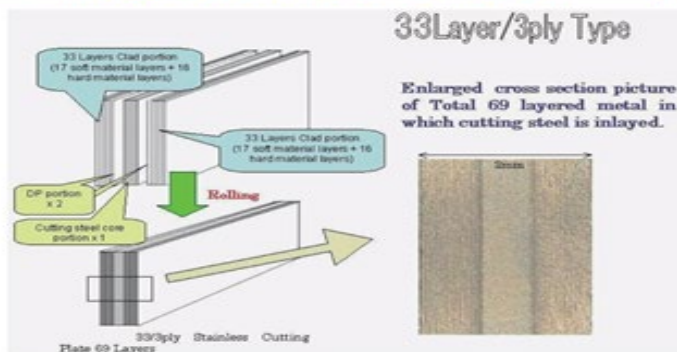 33Layer/3ply Type
33 Layers Clad portion
(17 soft material layers + 16
hard material layers)
Enlarged cross section picture
of Total 69 layered metal in
which cutting steel is inlayed.
33 Layers Clad portion
(17 soft material layers + 16
hard material layers)
DP portion
x 2
Rolling
Cutting steel core
portion x 1
33/3ply Stainless Cutting
Plate 69 Layers